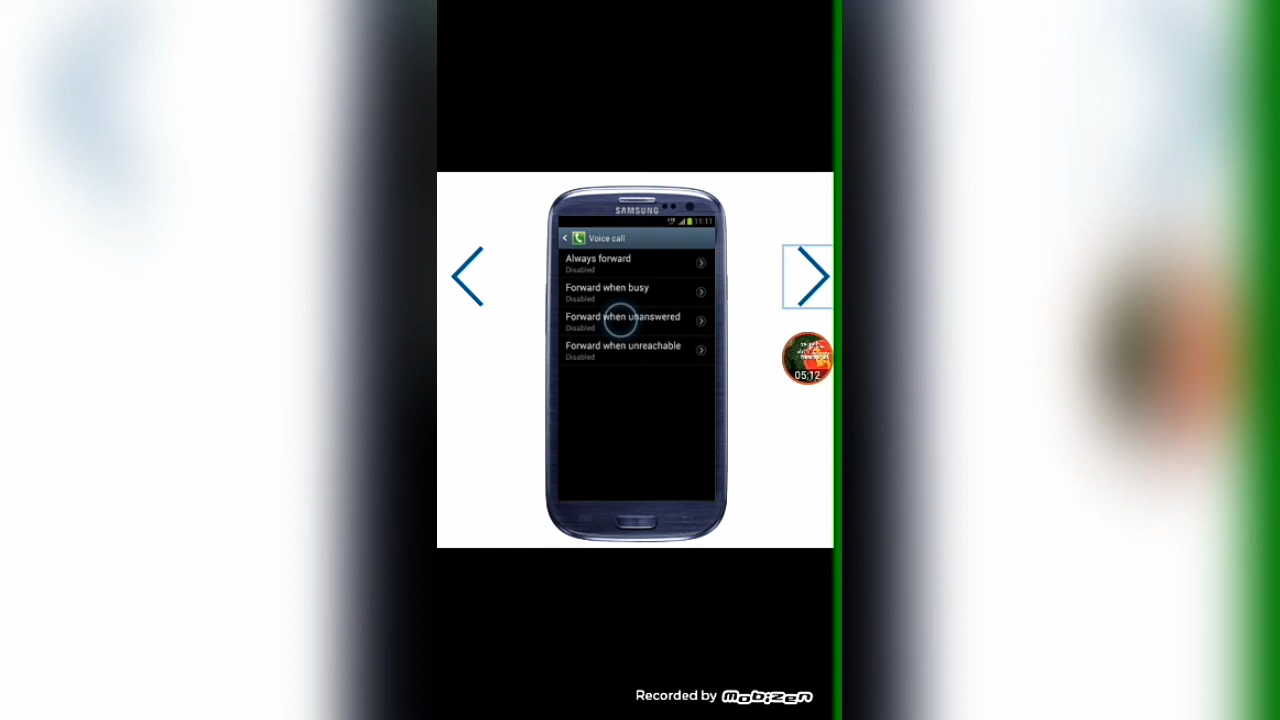 SAMSUNG
11:11
Voice call
Always forward
Disabled
Forward when busy
Disabled
Forward when unanswered
Disabled
Forward when unreachable
Disabled
05:12
Recorded by mobizen